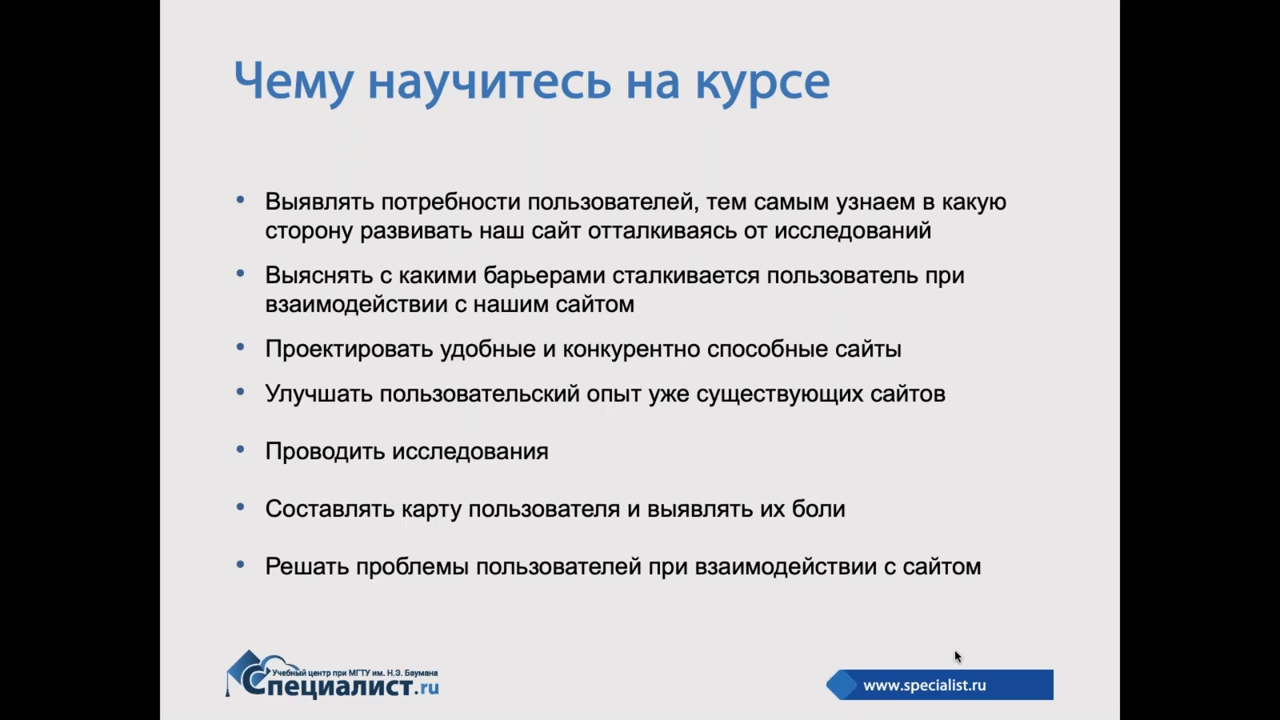 Чему научитесь на курсе
• Выявлять потребности пользователей, тем самым узнаем в какую
сторону развивать наш сайт отталкиваясь от исследований
• Выяснять с какими барьерами сталкивается пользователь при
взаимодействии с нашим сайтом
• Проектировать удобные и конкурентно способные сайты
• Улучшать пользовательский опыт уже существующих сайтов
• Проводить исследования
• Составлять карту пользователя и выявлять их боли
• Решать проблемы пользователей при взаимодействии с сайтом
Учебный центр при МГТУ им. Н.Э. Баумана
Специалист.ru
www.specialist.ru